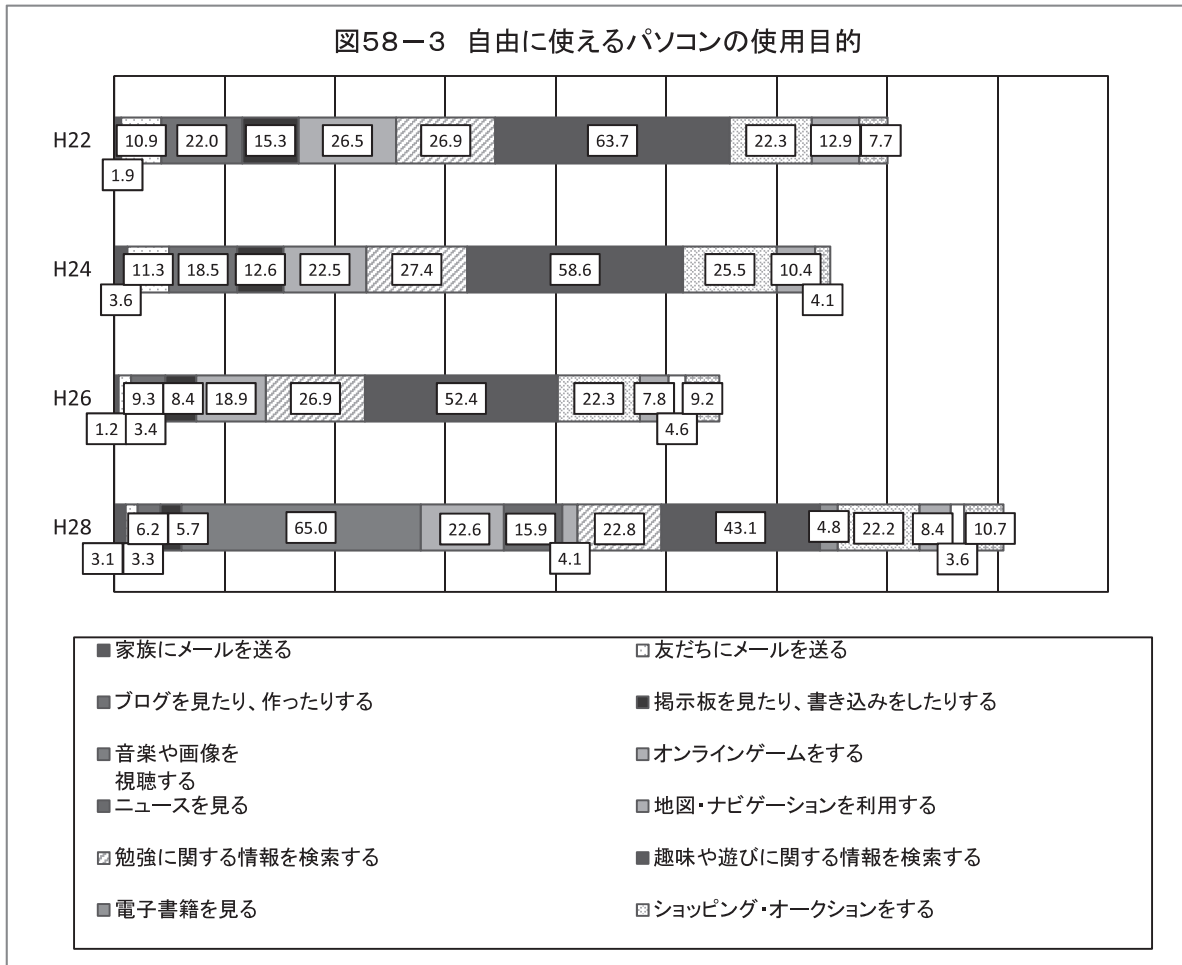 図58－3 自由に使えるパソコンの使用目的
H22
10.9 22.0 15.3 26.5 26.9 63.7 22.3 12.9 7.7
1.9
H24
11.3 18.5 12.6 22.5 27.4 58.6 25.5 10.4
3.6 4.1
H26
9.3 8.4 18.9 26.9 52.4 22.3 7.8 9.2
1.2 3.4 4.6
H28
6.2 5.7 65.0 22.6 15.9 22.8 43.1 4.8 22.2 8.4 10.7
3.1 3.3 4.1 3.6
家族にメールを送る
友だちにメールを送る
ブログを見たり、作ったりする
掲示板を見たり、書き込みをしたりする
音楽や画像を
視聴する
オンラインゲームをする
ニュースを見る
地図・ナビゲーションを利用する
勉強に関する情報を検索する
趣味や遊びに関する情報を検索する
電子書籍を見る
ショッピング・オークションをする